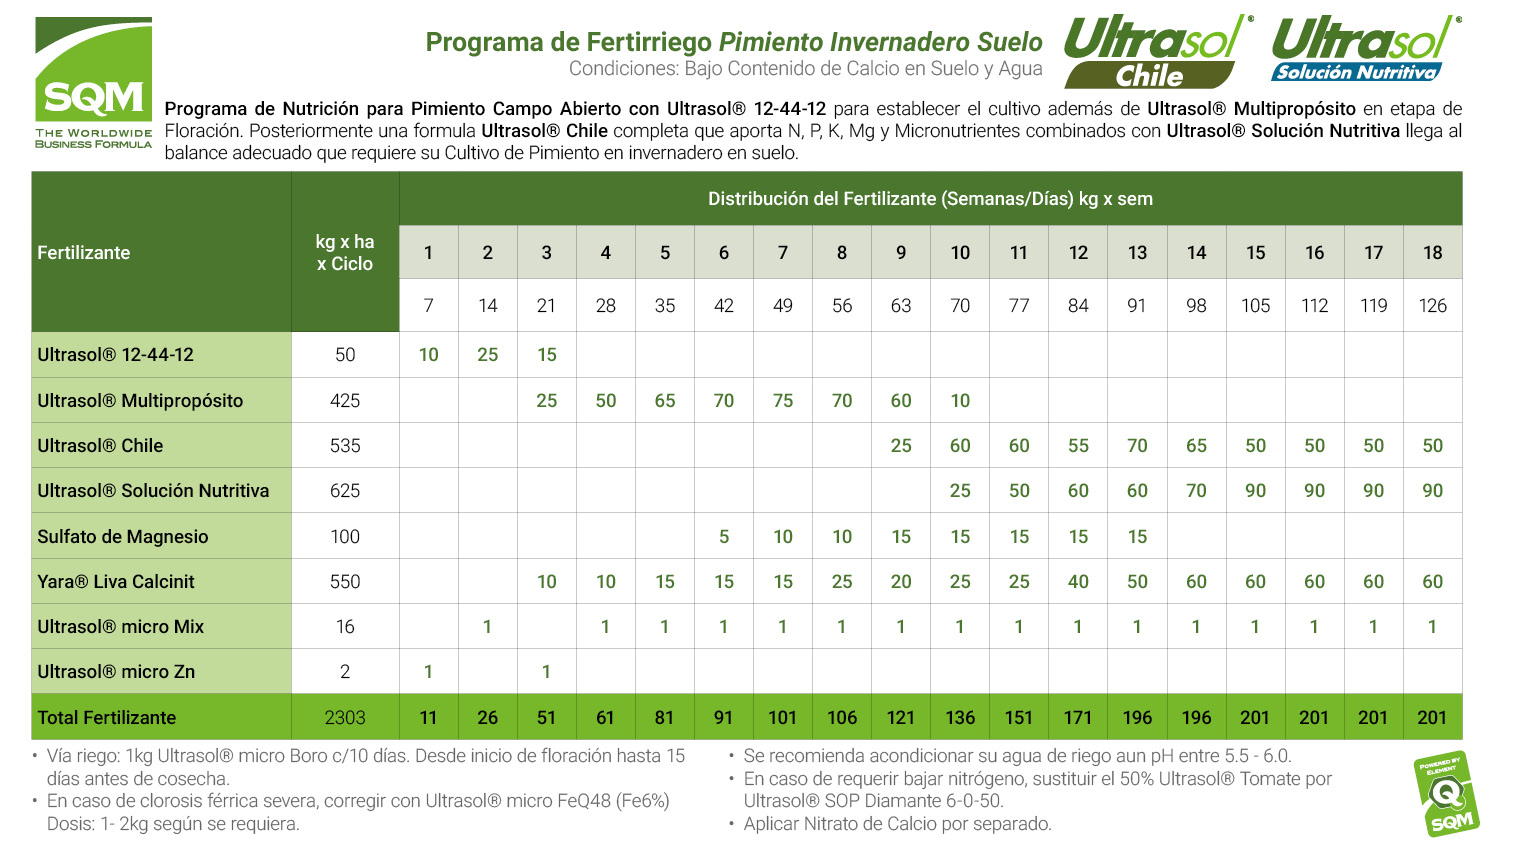 SQM
THE WORLDWIDE
BUSINESS FORMULA
Programa de Fertirriego Pimiento Invernadero Suelo
Condiciones: Bajo Contenido de Calcio en Suelo y Agua
Ultrasol®
Chile
Ultrasol®
Solución Nutritiva
Programa de Nutrición para Pimiento Campo Abierto con Ultrasol® 12-44-12 para establecer el cultivo además de Ultrasol® Multipropósito en etapa de
Floración. Posteriormente una formula Ultrasol® Chile completa que aporta N, P, K, Mg y Micronutrientes combinados con Ultrasol® Solución Nutritiva llega al
balance adecuado que requiere su Cultivo de Pimiento en invernadero en suelo.
Fertilizante
kg x ha
x Ciclo
Distribución del Fertilizante (Semanas/Días) kg x sem
1 2 3 4 5 6 7 8 9 10 11 12 13 14 15 16 17 18
7 14 21 28 35 42 49 56 63 70 77 84 91 98 105 112 119 126
Ultrasol® 12-44-12 50 10 25 15
Ultrasol® Multipropósito 425 25 50 65 70 75 70 60 10
Ultrasol® Chile 535 25 60 60 55 70 65 50 50 50 50
Ultrasol® Solución Nutritiva 625 25 50 60 60 70 90 90 90 90
Sulfato de Magnesio 100 5 10 10 15 15 15 15 15
Yara® Liva Calcinit 550 10 10 15 15 15 25 20 25 25 40 50 60 60 60 60 60
Ultrasol® micro Mix 16 1 1 1 1 1 1 1 1 1 1 1 1 1 1 1 1
Ultrasol® micro Zn 2 1 1
Total Fertilizante 2303 11 26 51 61 81 91 101 106 121 136 151 171 196 196 201 201 201 201
• Vía riego: 1kg Ultrasol® micro Boro c/10 días. Desde inicio de floración hasta 15
días antes de cosecha.
• En caso de clorosis férrica severa, corregir con Ultrasol® micro FeQ48 (Fe6%)
Dosis: 1- 2kg según se requiera.
• Se recomienda acondicionar su agua de riego aun pH entre 5.5 - 6.0.
• En caso de requerir bajar nitrógeno, sustituir el 50% Ultrasol® Tomate por
Ultrasol® SOP Diamante 6-0-50.
• Aplicar Nitrato de Calcio por separado.
POWERED BY
ELEMENT
Q
SQM